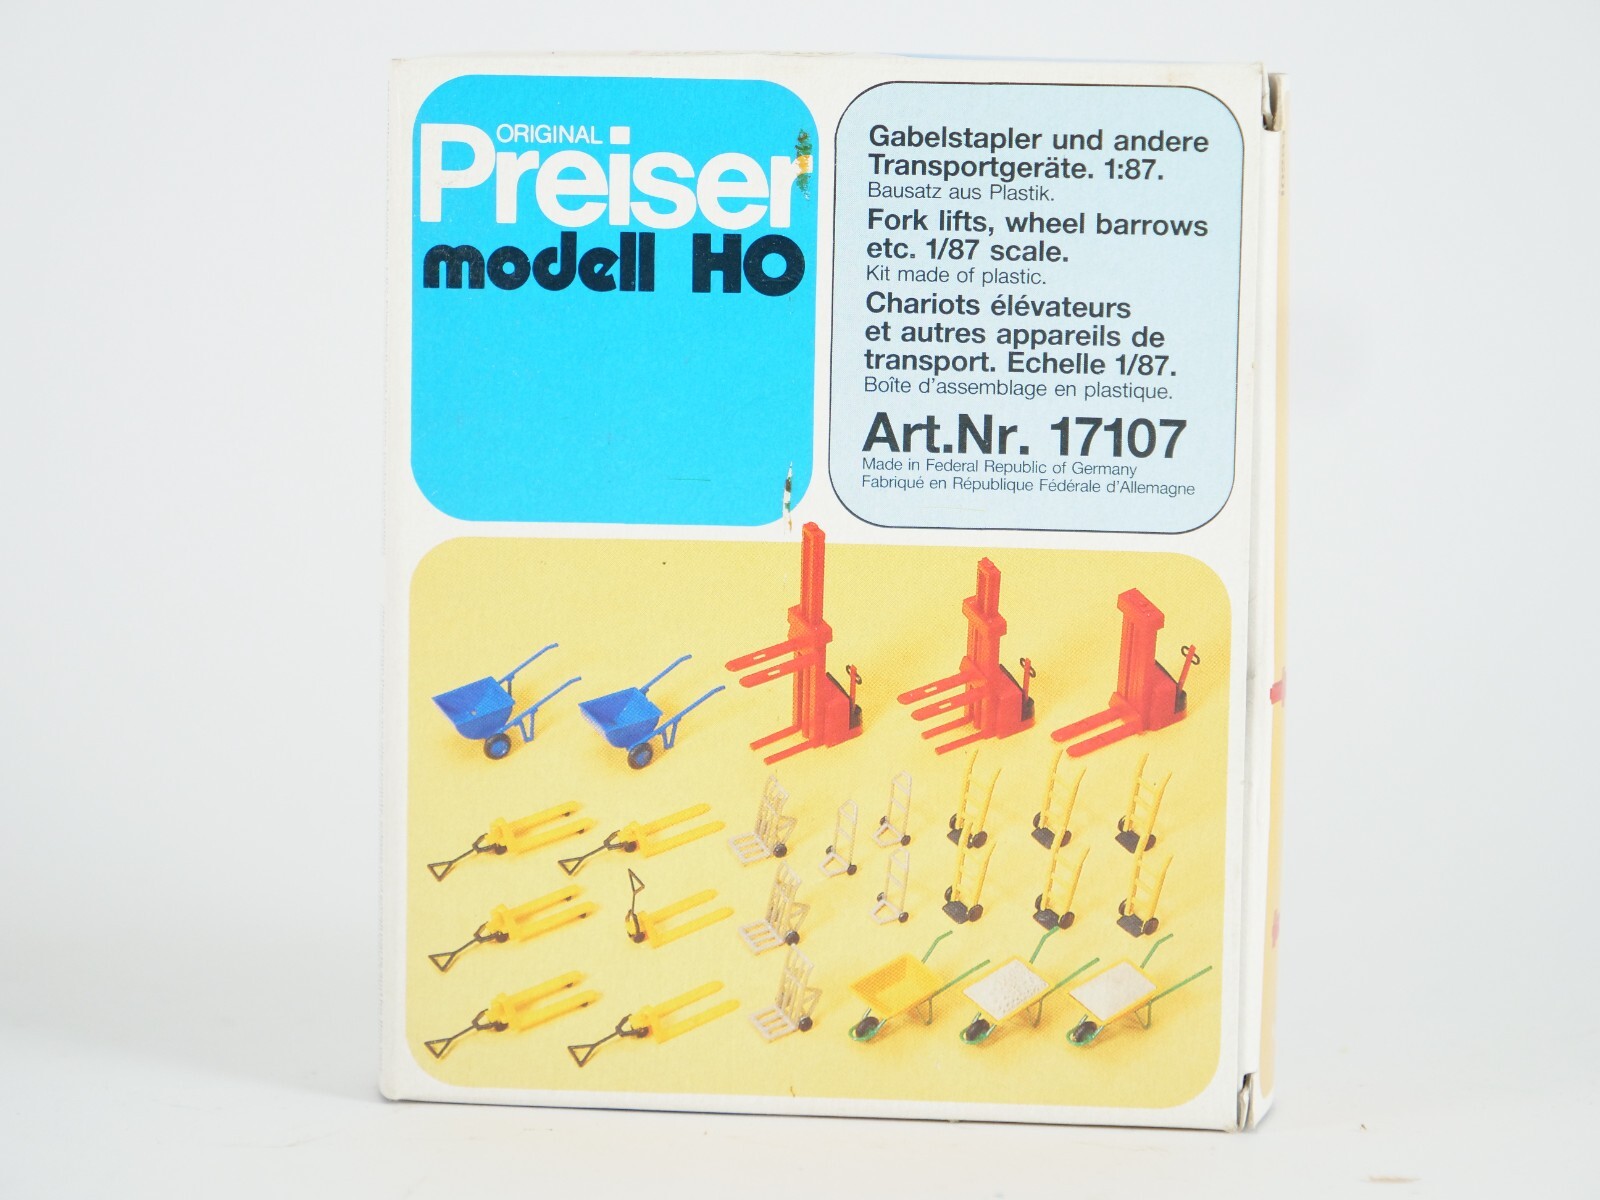 ORIGINAL
Preiser
modell HO
Gabelstapler und andere
Transportgeräte. 1:87.
Bausatz aus Plastik.
Fork lifts, wheel barrows
etc. 1/87 scale.
Kit made of plastic.
Chariots élévateurs
et autres appareils de
transport. Echelle 1/87.
Boîte d'assemblage en plastique.
Art.Nr. 17107
Made in Federal Republic of Germany
Fabriqué en République Fédérale d'Allemagne